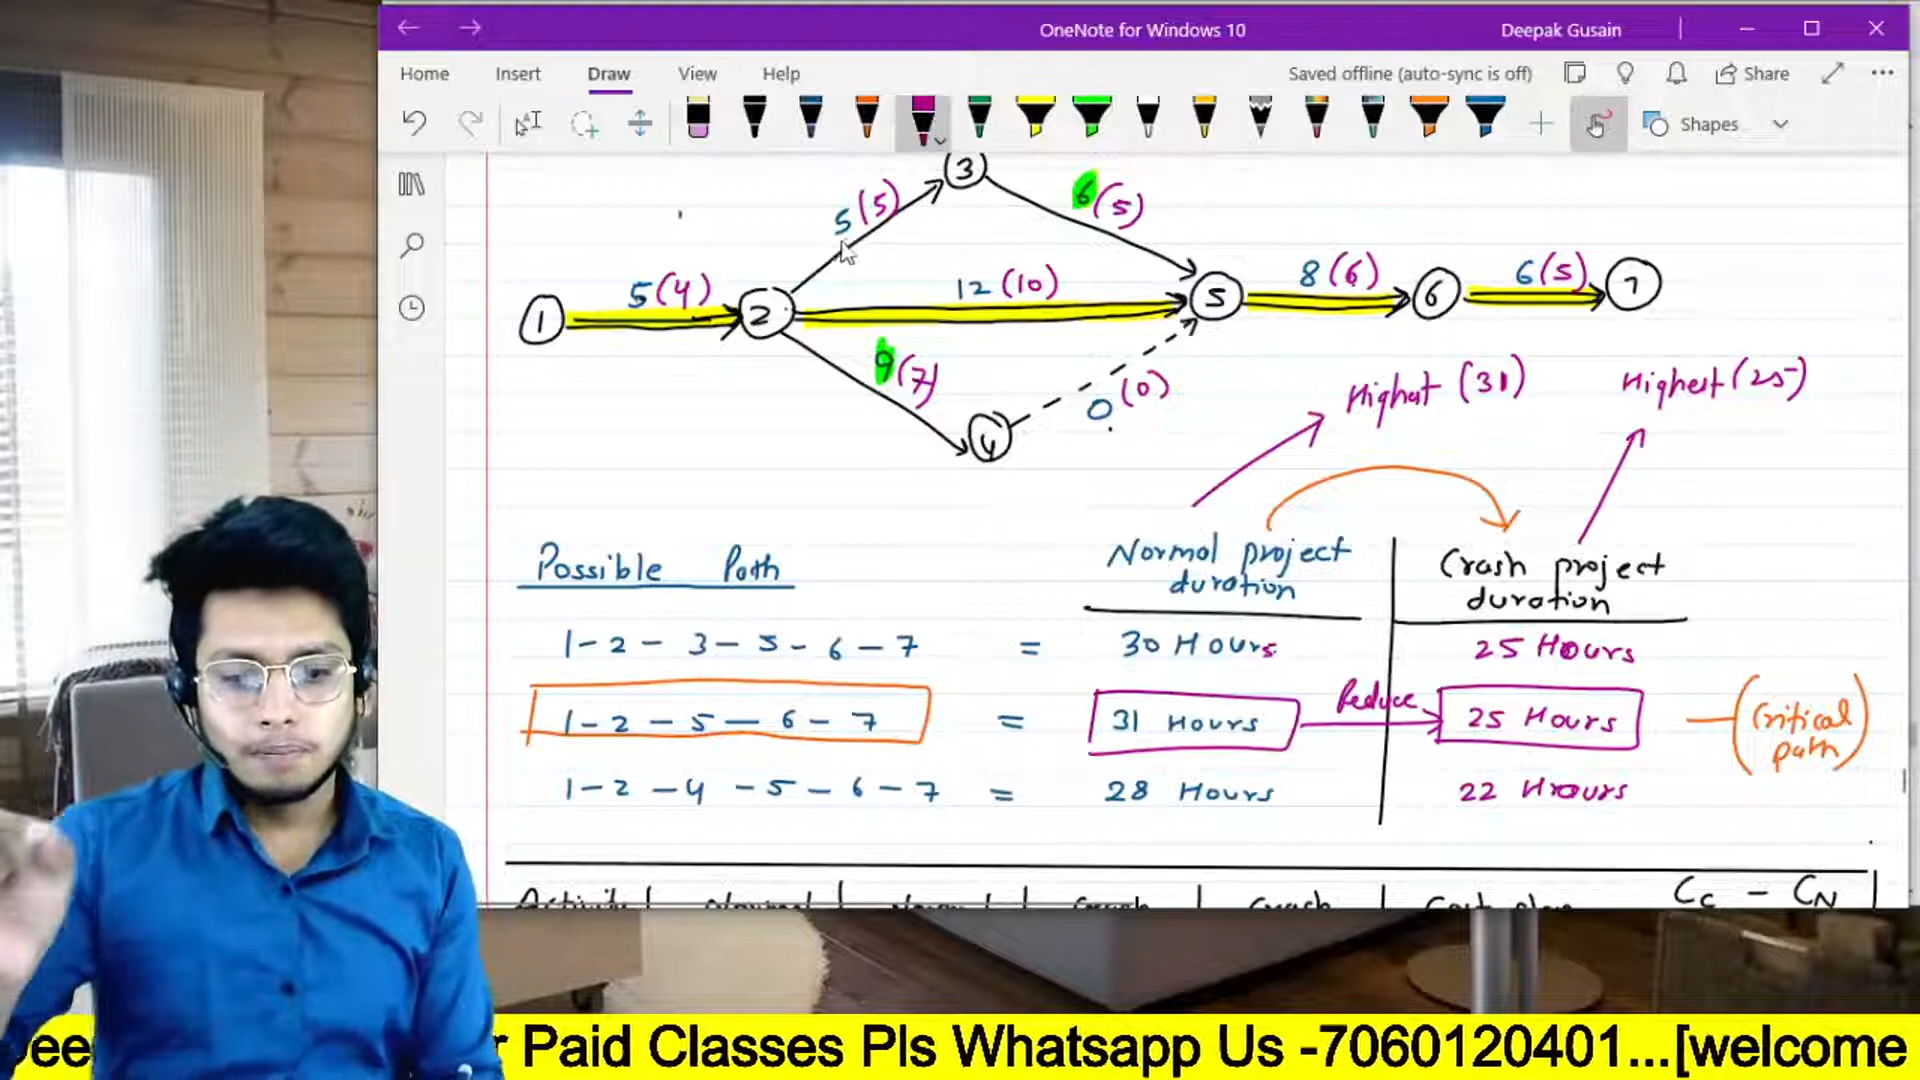 OneNote for Windows 10
Deepak Gusain
Home Insert Draw View Help
Saved offline (auto-sync is off) Share
Shapes
3
5 (5)
6 (5)
1
5 (4)
2
12 (10)
5
8 (6)
6
6 (5)
7
9 (7)
4
0 (0)
Highest (31)
Highest (25)
Possible Path
Normal project duration
Crash project duration
1 - 2 - 3 - 5 - 6 - 7 = 30 Hours 25 Hours
1 - 2 - 5 - 6 - 7 = 31 Hours Reduce 25 Hours (Critical path)
1 - 2 - 4 - 5 - 6 - 7 = 28 Hours 22 Hours
Cc - CN
Paid Classes Pls Whatsapp Us -7060120401...[welcome